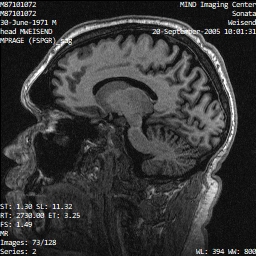 M87101072
M87101072
30-June-1971 M
head MWEISEND
MPRAGE (FSPGR) sag
MIND Imaging Center
Sonata
Weisend
20-September-2005 10:01:31
ST: 1.30 SL: 11.32
RT: 2730.00 ET: 3.25
FS: 1.49
MR
Images: 73/128
Series: 2
WL: 394 WW: 800